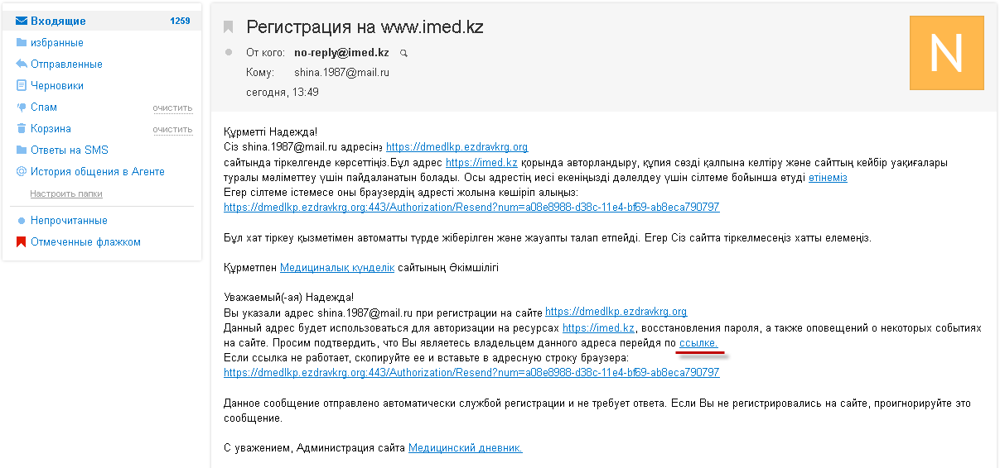 Входящие 1259
избранные
Отправленные
Черновики
Спам очистить
Корзина очистить
Ответы на SMS
История общения в Агенте
Настроить папки
Непрочитанные
Отмеченные флажком
Регистрация на www.imed.kz
От кого: no-reply@imed.kz
Кому: shina.1987@mail.ru
сегодня, 13:49
N
Құрметті Надежда!
Сіз shina.1987@mail.ru адресіңе https://dmedlkp.ezdravkrg.org
сайтында тіркелгенде көрсеттіңіз.Бұл адрес https://imed.kz қорында авторландыру, құпия сөзді қалпына келтіру және сайттың кейбір уақиғалары
туралы мәліметтеу үшін пайдаланатын болады. Осы адрестің иесі екеніңызді дәлелдеу үшін сілтеме бойынша өтуді өтінеміз
Егер сілтеме істемесе оны браузердің адресті жолына көшіріп алыңыз:
https://dmedlkp.ezdravkrg.org:443/Authorization/Resend?num=a08e8988-d38c-11e4-bf69-ab8eca790797
Бұл хат тіркеу қызметімен автоматты түрде жіберілген және жауапты талап етпейді. Егер Сіз сайтта тіркелмесеңіз хатты елемеңіз.
Құрметпен Медициналық күнделік сайтының Әкімшілігі
Уважаемый(-ая) Надежда!
Вы указали адрес shina.1987@mail.ru при регистрации на сайте https://dmedlkp.ezdravkrg.org
Данный адрес будет использоваться для авторизации на ресурсах https://imed.kz, восстановления пароля, а также оповещений о некоторых событиях
на сайте. Просим подтвердить, что Вы являетесь владельцем данного адреса перейдя по ссылке.
Если ссылка не работает, скопируйте ее и вставьте в адресную строку браузера:
https://dmedlkp.ezdravkrg.org:443/Authorization/Resend?num=a08e8988-d38c-11e4-bf69-ab8eca790797
Данное сообщение отправлено автоматически службой регистрации и не требует ответа. Если Вы не регистрировались на сайте, проигнорируйте это
сообщение.
С уважением, Администрация сайта Медицинский дневник.